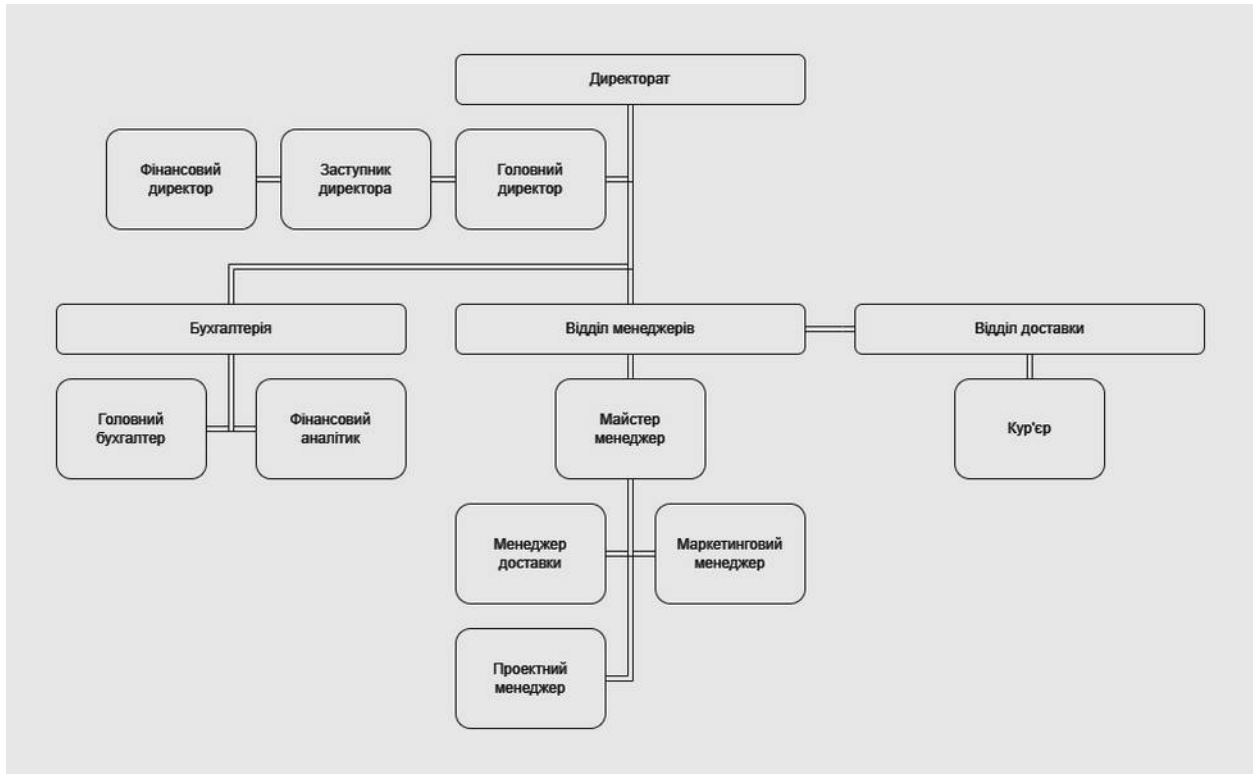 Директорат
Фінансовий
директор
Заступник
директора
Головний
директор
Бухгалтерія
Відділ менеджерів
Відділ доставки
Головний
бухгалтер
Фінансовий
аналітик
Майстер
менеджер
Кур'єр
Менеджер
доставки
Маркетинговий
менеджер
Проектний
менеджер